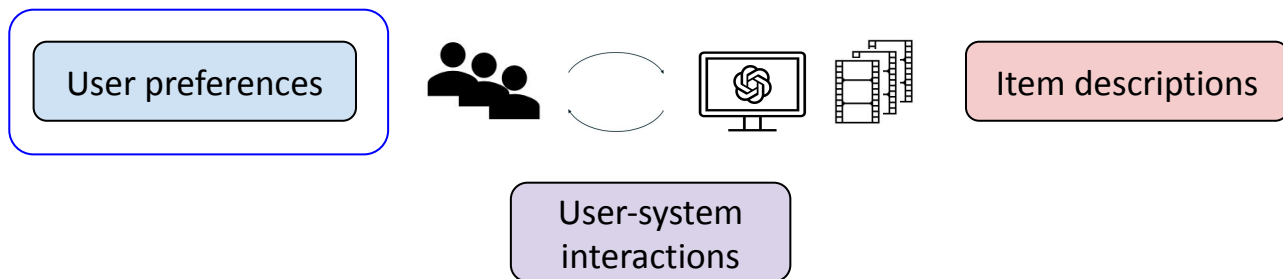 User preferences
Item descriptions
User-system
interactions